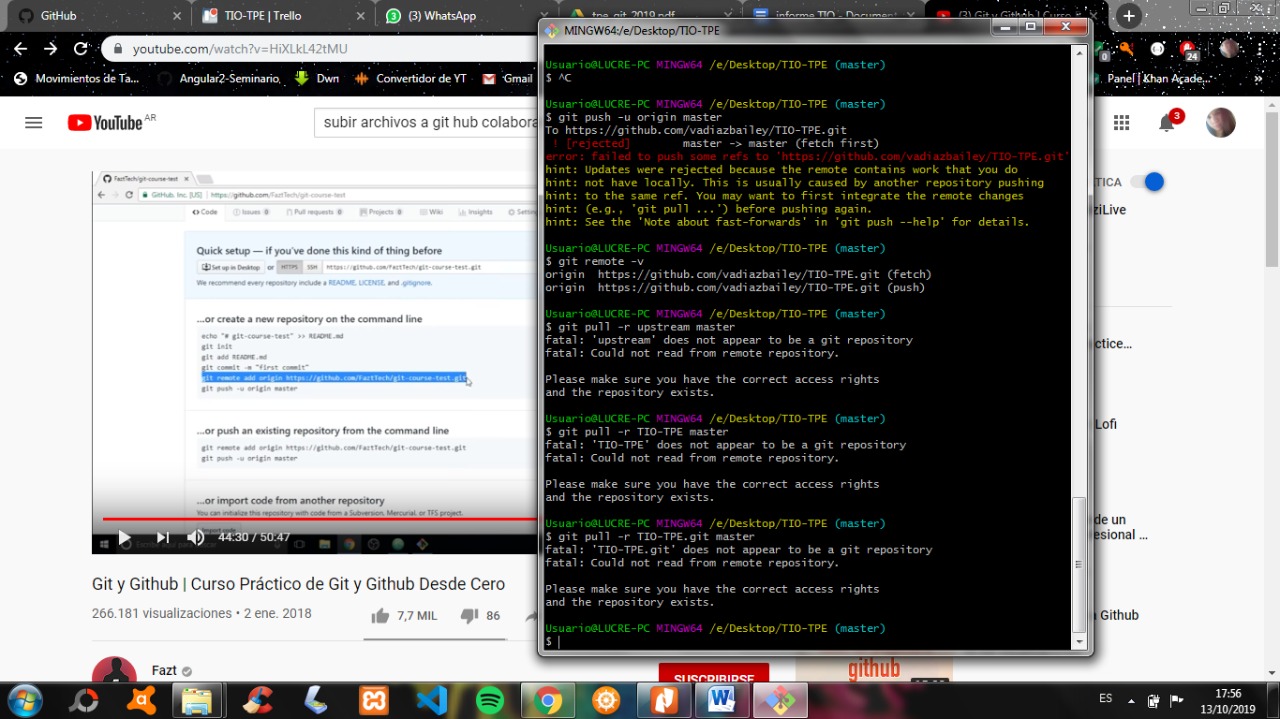 GitHub
TIO-TPE | Trello
(3) WhatsApp
tpe_git_2019.pdf
informe TIO - Document
(3) Git y Github | Curso
youtube.com/watch?v=HiXLkL42tMU
0
24
Movimientos de Ta...
Angular2-Seminario,
Dwn
Convertidor de YT
Gmail
Panel | Khan Acade...
»
YouTube AR
subir archivos a git hub colabora
3
MINGW64:/e/Desktop/TIO-TPE
Usuario@LUCRE-PC MINGW64 /e/Desktop/TIO-TPE (master)
$ ^C
Usuario@LUCRE-PC MINGW64 /e/Desktop/TIO-TPE (master)
$ git push -u origin master
To https://github.com/vadiazbailey/TIO-TPE.git
! [rejected] master -> master (fetch first)
error: failed to push some refs to 'https://github.com/vadiazbailey/TIO-TPE.git'
hint: Updates were rejected because the remote contains work that you do
hint: not have locally. This is usually caused by another repository pushing
hint: to the same ref. You may want to first integrate the remote changes
hint: (e.g., 'git pull ...') before pushing again.
hint: See the 'Note about fast-forwards' in 'git push --help' for details.
Usuario@LUCRE-PC MINGW64 /e/Desktop/TIO-TPE (master)
$ git remote -v
origin https://github.com/vadiazbailey/TIO-TPE.git (fetch)
origin https://github.com/vadiazbailey/TIO-TPE.git (push)
Usuario@LUCRE-PC MINGW64 /e/Desktop/TIO-TPE (master)
$ git pull -r upstream master
fatal: 'upstream' does not appear to be a git repository
fatal: Could not read from remote repository.
Please make sure you have the correct access rights
and the repository exists.
Usuario@LUCRE-PC MINGW64 /e/Desktop/TIO-TPE (master)
$ git pull -r TIO-TPE master
fatal: 'TIO-TPE' does not appear to be a git repository
fatal: Could not read from remote repository.
Please make sure you have the correct access rights
and the repository exists.
Usuario@LUCRE-PC MINGW64 /e/Desktop/TIO-TPE (master)
$ git pull -r TIO-TPE.git master
fatal: 'TIO-TPE.git' does not appear to be a git repository
fatal: Could not read from remote repository.
Please make sure you have the correct access rights
and the repository exists.
Usuario@LUCRE-PC MINGW64 /e/Desktop/TIO-TPE (master)
$
FaztTech/git-course-test
GitHub, Inc. [US] | https://github.com/FaztTech/git-course-test
Code
Issues 0
Pull requests 0
Projects 0
Wiki
Insights
Quick setup — if you've done this kind of thing before
Set up in Desktop or HTTPS SSH https://github.com/FaztTech/git-course-test.git
We recommend every repository include a README, LICENSE, and .gitignore.
...or create a new repository on the command line
echo "# git-course-test" >> README.md
git init
git add README.md
git commit -m "first commit"
git remote add origin https://github.com/FaztTech/git-course-test.git
git push -u origin master
...or push an existing repository from the command line
git remote add origin https://github.com/FaztTech/git-course-test.git
git push -u origin master
...or import code from another repository
You can initialize this repository with code from a Subversion, Mercurial, or TFS project.
Import code
44:30 / 50:47
Git y Github | Curso Práctico de Git y Github Desde Cero
266.181 visualizaciones • 2 ene. 2018
7,7 MIL
86
Fazt
SUSCRIBIRSE
github
ÁTICA
ziLive
ctice...
Lofi
de un
esional ...
a Github
ES
17:56
13/10/2019